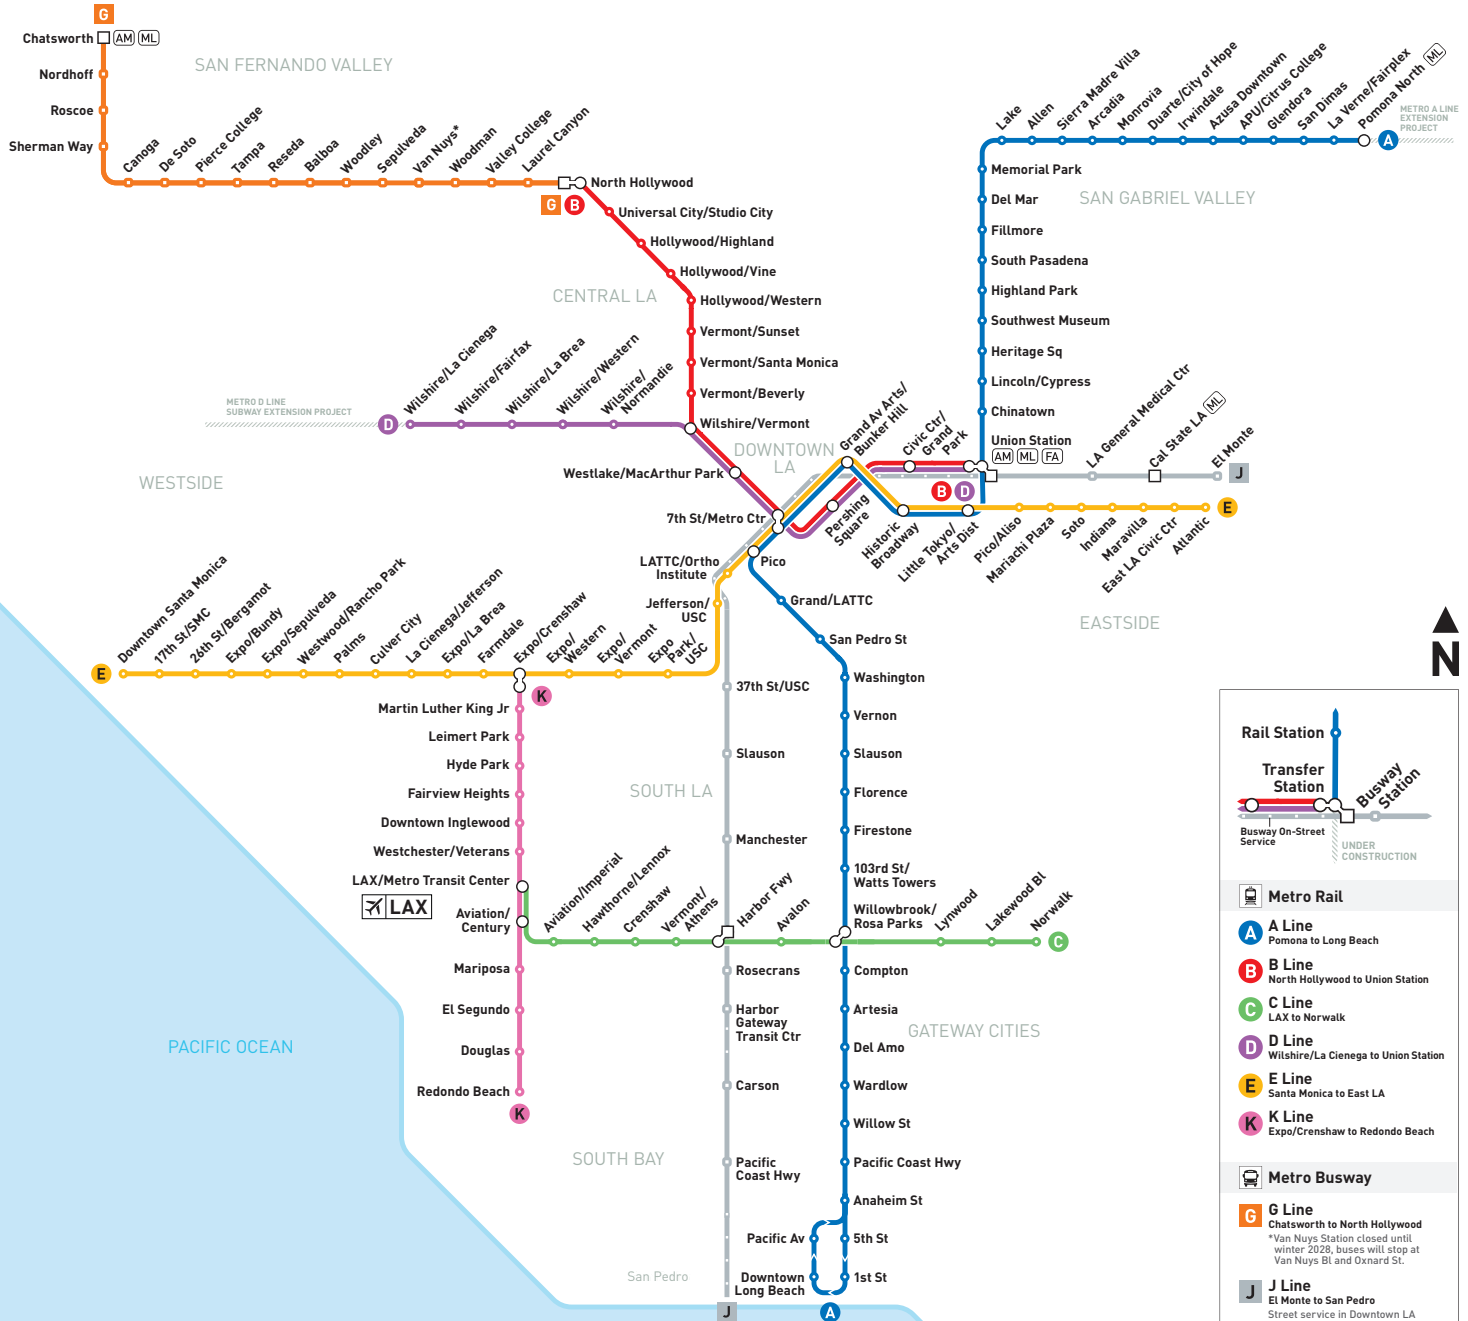 G
Chatsworth
AM
ML
Nordhoff
Roscoe
Sherman Way
SAN FERNANDO VALLEY
Canoga
De Soto
Pierce College
Tampa
Reseda
Balboa
Woodley
Sepulveda
Van Nuys*
Woodman
Valley College
Laurel Canyon
North Hollywood
G
B
Universal City/Studio City
Hollywood/Highland
Hollywood/Vine
Hollywood/Western
Vermont/Sunset
Vermont/Santa Monica
Vermont/Beverly
Wilshire/Vermont
CENTRAL LA
METRO D LINE
SUBWAY EXTENSION PROJECT
D
Wilshire/La Cienega
Wilshire/Fairfax
Wilshire/La Brea
Wilshire/Western
Wilshire/
Normandie
WESTSIDE
Westlake/MacArthur Park
7th St/Metro Ctr
DOWNTOWN
LA
Grand Av Arts/
Bunker Hill
Civic Ctr/
Grand
Park
Pershing
Square
B
D
Historic
Broadway
Little Tokyo/
Arts Dist
Lake
Allen
Sierra Madre Villa
Arcadia
Monrovia
Duarte/City of Hope
Irwindale
Azusa Downtown
APU/Citrus College
Glendora
San Dimas
La Verne/Fairplex
Pomona North
ML
A
METRO A LINE
EXTENSION
PROJECT
SAN GABRIEL VALLEY
Memorial Park
Del Mar
Fillmore
South Pasadena
Highland Park
Southwest Museum
Heritage Sq
Lincoln/Cypress
Chinatown
Union Station
AM
ML
FA
LA General Medical Ctr
Cal State LA
ML
El Monte
J
Pico/Aliso
Mariachi Plaza
Soto
Indiana
Maravilla
East LA Civic Ctr
Atlantic
E
EASTSIDE
LATTC/Ortho
Institute
Jefferson/
USC
Pico
Grand/LATTC
San Pedro St
Washington
Vernon
Slauson
Florence
Firestone
103rd St/
Watts Towers
Willowbrook/
Rosa Parks
Compton
Artesia
Del Amo
Wardlow
Willow St
Pacific Coast Hwy
Anaheim St
5th St
1st St
Pacific Av
Downtown
Long Beach
A
E
Downtown Santa Monica
17th St/SMC
26th St/Bergamot
Expo/Bundy
Expo/Sepulveda
Westwood/Rancho Park
Palms
Culver City
La Cienega/Jefferson
Expo/La Brea
Farmdale
Expo/Crenshaw
Expo/
Western
Expo/
Vermont
Expo
Park/
USC
K
Martin Luther King Jr
Leimert Park
Hyde Park
Fairview Heights
Downtown Inglewood
Westchester/Veterans
LAX/Metro Transit Center
LAX
Aviation/
Century
Mariposa
El Segundo
Douglas
Redondo Beach
K
Aviation/Imperial
Hawthorne/Lennox
Crenshaw
Vermont/
Athens
Harbor Fwy
Avalon
Lynwood
Lakewood Bl
Norwalk
C
37th St/USC
Slauson
Manchester
Rosecrans
Harbor
Gateway
Transit Ctr
Carson
Pacific
Coast Hwy
San Pedro
J
SOUTH LA
GATEWAY CITIES
SOUTH BAY
PACIFIC OCEAN
N
Rail Station
Transfer
Station
Busway
Station
Busway On-Street
Service
UNDER
CONSTRUCTION
Metro Rail
A
A Line
Pomona to Long Beach
B
B Line
North Hollywood to Union Station
C
C Line
LAX to Norwalk
D
D Line
Wilshire/La Cienega to Union Station
E
E Line
Santa Monica to East LA
K
K Line
Expo/Crenshaw to Redondo Beach
Metro Busway
G
G Line
Chatsworth to North Hollywood
*Van Nuys Station closed until
winter 2028, buses will stop at
Van Nuys Bl and Oxnard St.
J
J Line
El Monte to San Pedro
Street service in Downtown LA